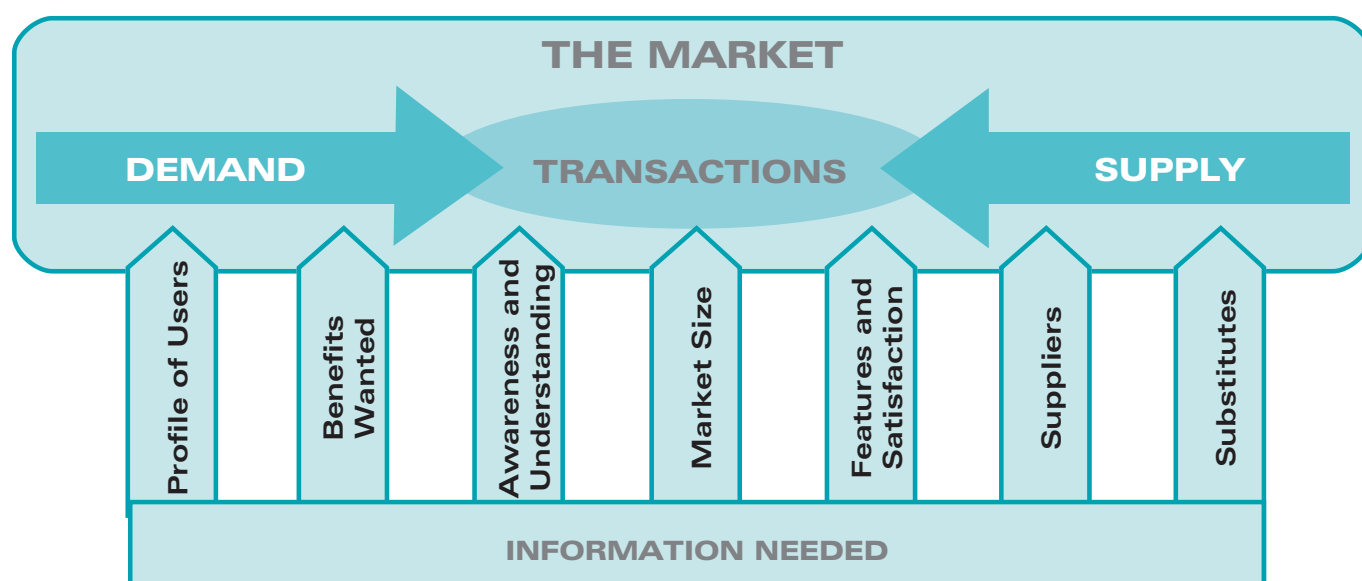 THE MARKET
DEMAND
TRANSACTIONS
SUPPLY
Profile of Users
Benefits
Wanted
Awareness and
Understanding
Market Size
Features and
Satisfaction
Suppliers
Substitutes
INFORMATION NEEDED